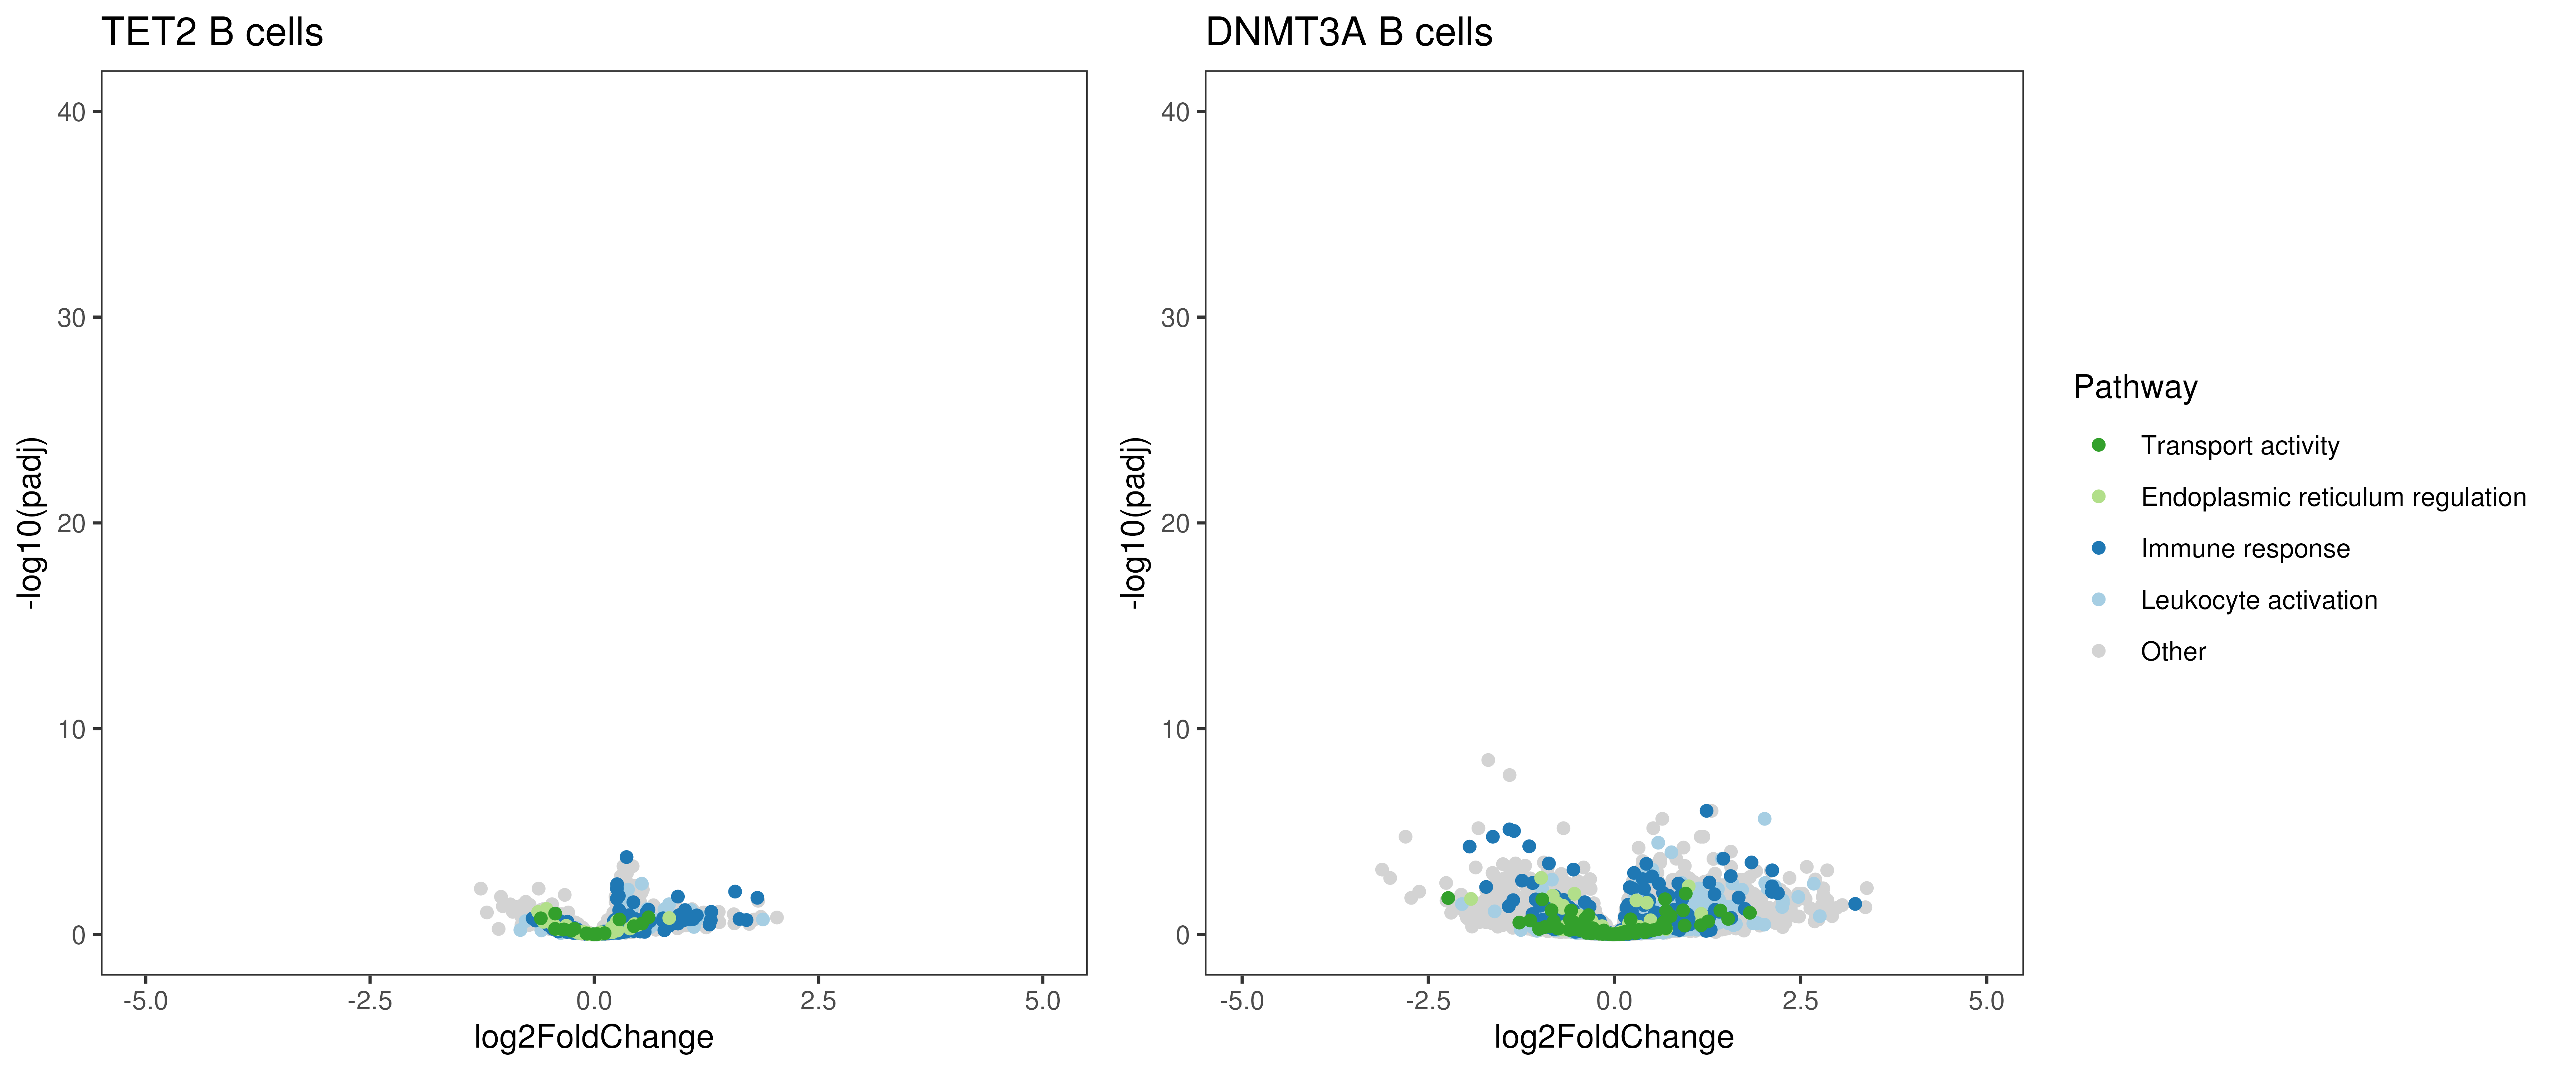 TET2 B cells
40
30
20
10
0
-log10(padj)
-5.0 -2.5 0.0 2.5 5.0
log2FoldChange
DNMT3A B cells
40
30
20
10
0
-log10(padj)
-5.0 -2.5 0.0 2.5 5.0
log2FoldChange
Pathway
Transport activity
Endoplasmic reticulum regulation
Immune response
Leukocyte activation
Other